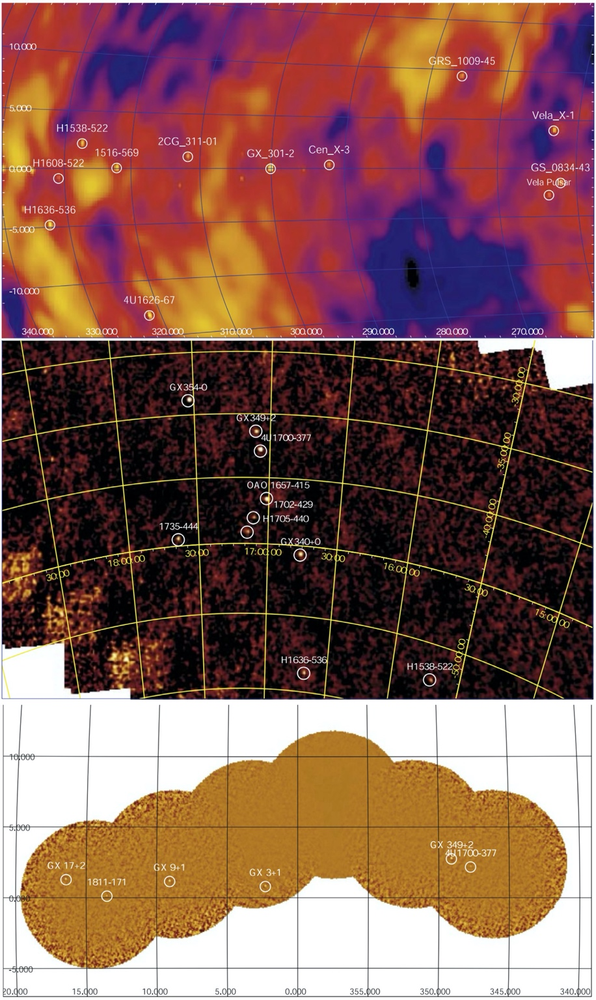 10.000
GRS_1009-45
5.000
Vela_X-1
H1538-522
2CG_311-01
1516-569
GX_301-2
Cen_X-3
H1608-522
0.000
GS_0834-43
Vela Pulsar
H1636-536
-5.000
-10.000
4U1626-67
340.000 330.000 320.000 310.000 300.000 290.000 280.000 270.000
-30:00:00
GX354-0
GX349+2
4U1700-377
-35:00:00
OAO 1657-415
1702-429
-40:00:00
H1705-440
1735-444
GX340+0
30:00 18:00:00 30:00 17:00:00 30:00 16:00:00 30:00 15:00:00
-50:00:00
H1636-536
H1538-522
10.000
5.000
GX 349+2
4U1700-377
GX 17+2
GX 9+1
GX 3+1
1811-171
0.000
-5.000
20.000 15.000 10.000 5.000 0.000 355.000 350.000 345.000 340.000